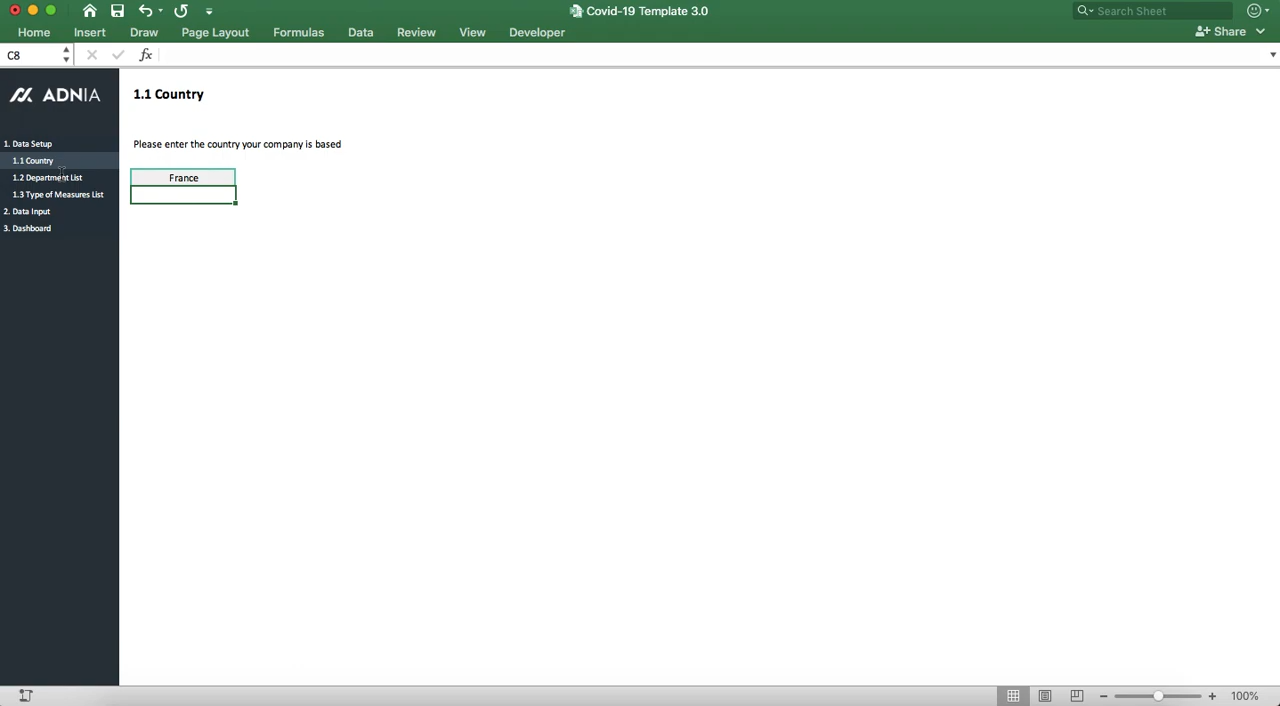 Covid-19 Template 3.0
Search Sheet
Home Insert Draw Page Layout Formulas Data Review View Developer
Share
C8
fx
ADNIA
1.1 Country
1. Data Setup
Please enter the country your company is based
1.1 Country
1.2 Department List
France
1.3 Type of Measures List
2. Data Input
3. Dashboard
100%